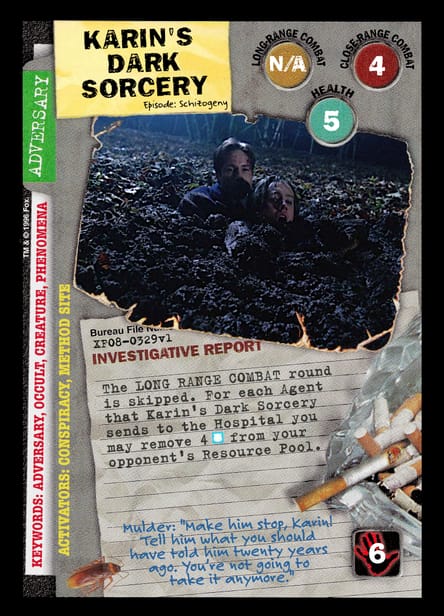 KARIN'S
DARK
SORCERY
Episode: Schizogeny
LONG-RANGE COMBAT
N/A
CLOSE-RANGE COMBAT
4
HEALTH
5
ADVERSARY
TM & © 1996 Fox.
KEYWORDS: ADVERSARY, OCCULT, CREATURE, PHENOMENA
ACTIVATORS: CONSPIRACY, METHOD SITE
Bureau File
XF08-0329v1
INVESTIGATIVE REPORT
The LONG RANGE COMBAT round
is skipped. For each Agent
that Karin's Dark Sorcery
sends to the Hospital you
may remove 4 from your
opponent's Resource Pool.
Mulder: "Make him stop, Karin!
Tell him what you should
have told him twenty years
ago. You're not going to
take it anymore."
6